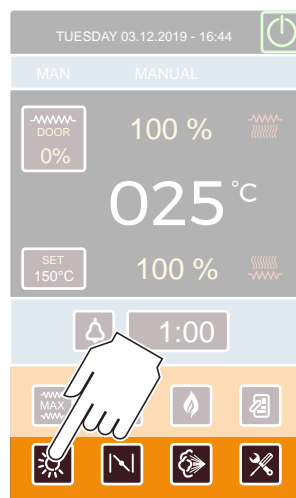 TUESDAY 03.12.2019 - 16:44
MAN MANUAL
DOOR
0%
100 %
025 °C
SET
150°C
100 %
1:00
MAX